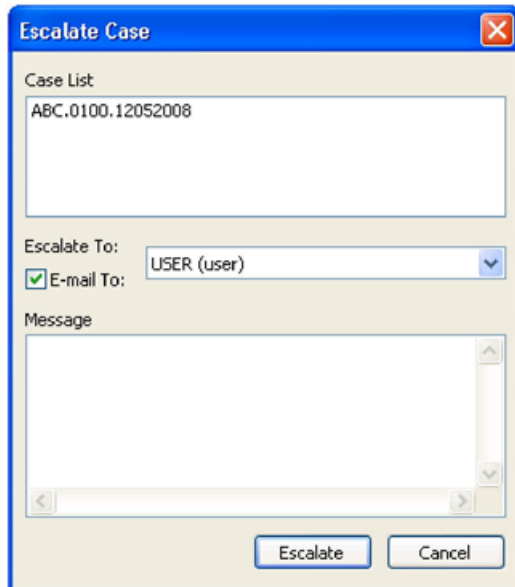 Escalate Case
Case List
ABC.0100.12052008
Escalate To:
USER (user)
E-mail To:
Message
Escalate Cancel